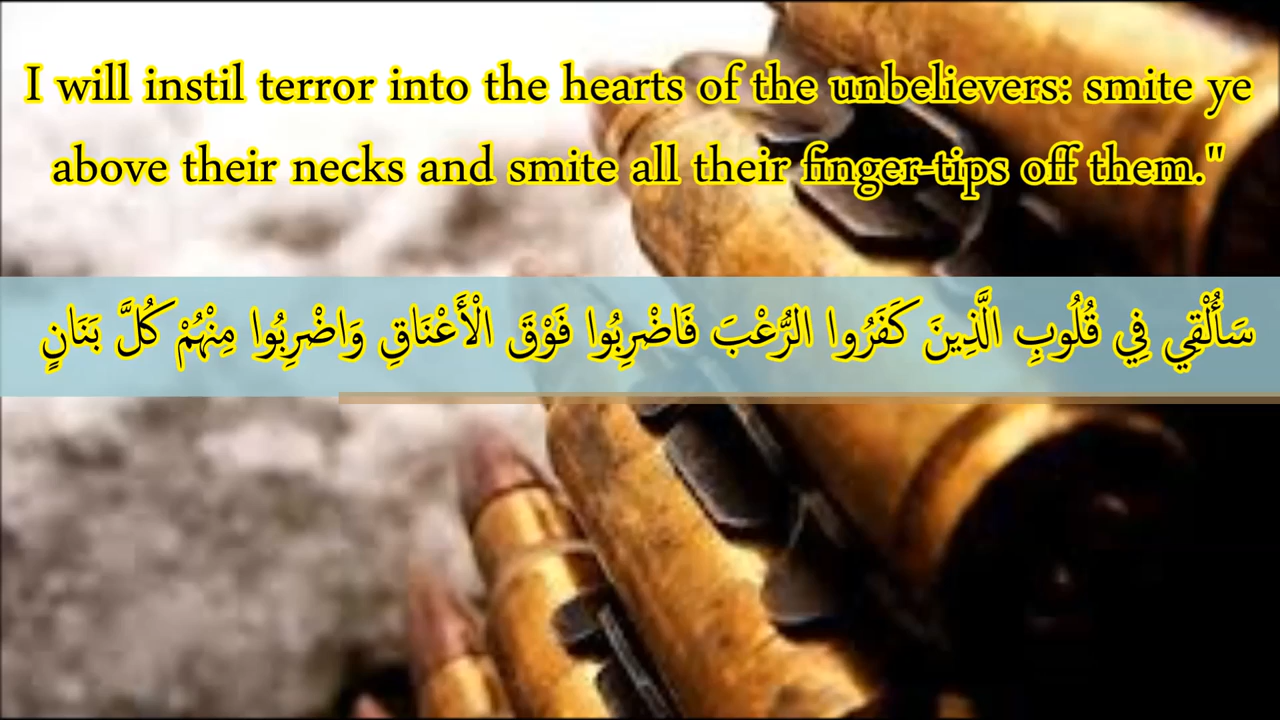 I will instil terror into the hearts of the unbelievers: smite ye
above their necks and smite all their finger-tips off them."
سَأُلْقِي فِي قُلُوبِ الَّذِينَ كَفَرُوا الرُّعْبَ فَاضْرِبُوا فَوْقَ الْأَعْنَاقِ وَاضْرِبُوا مِنْهُمْ كُلَّ بَنَانٍ